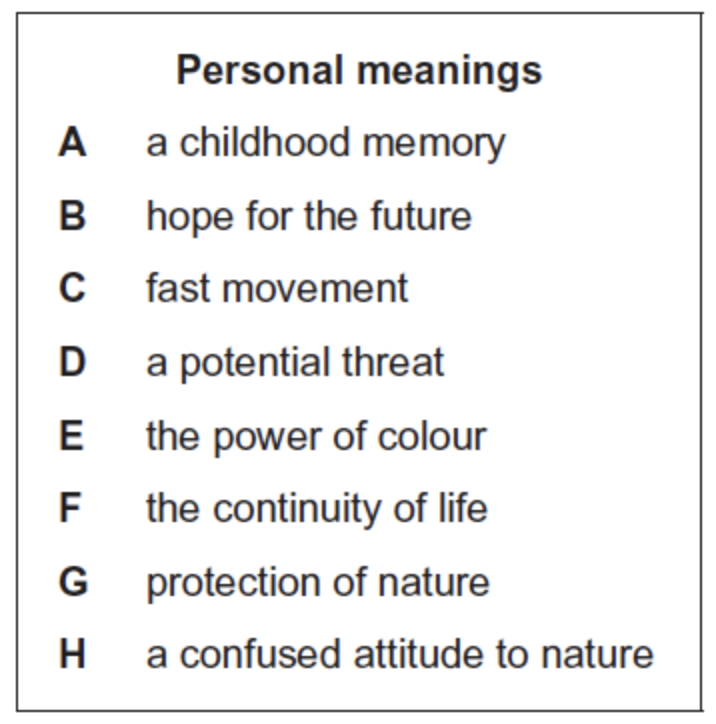 Personal meanings
A a childhood memory
B hope for the future
C fast movement
D a potential threat
E the power of colour
F the continuity of life
G protection of nature
H a confused attitude to nature